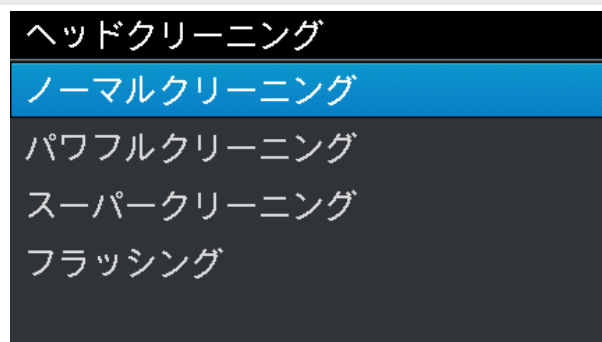 ヘッドクリーニング
ノーマルクリーニング
パワフルクリーニング
スーパークリーニング
フラッシング